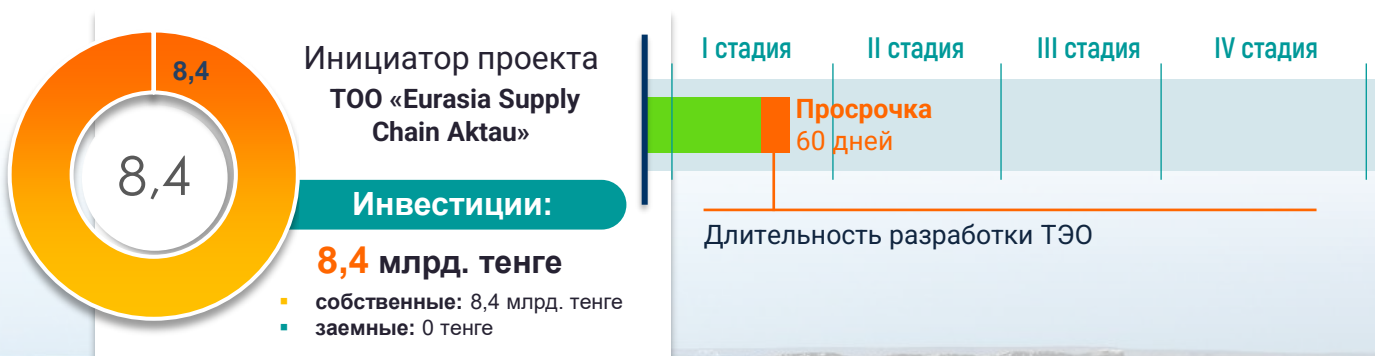 8,4
8,4
Инициатор проекта
ТОО «Eurasia Supply
Chain Aktau»
Инвестиции:
8,4 млрд. тенге
собственные: 8,4 млрд. тенге
заемные: 0 тенге
I стадия
II стадия
III стадия
IV стадия
Просрочка
60 дней
Длительность разработки ТЭО